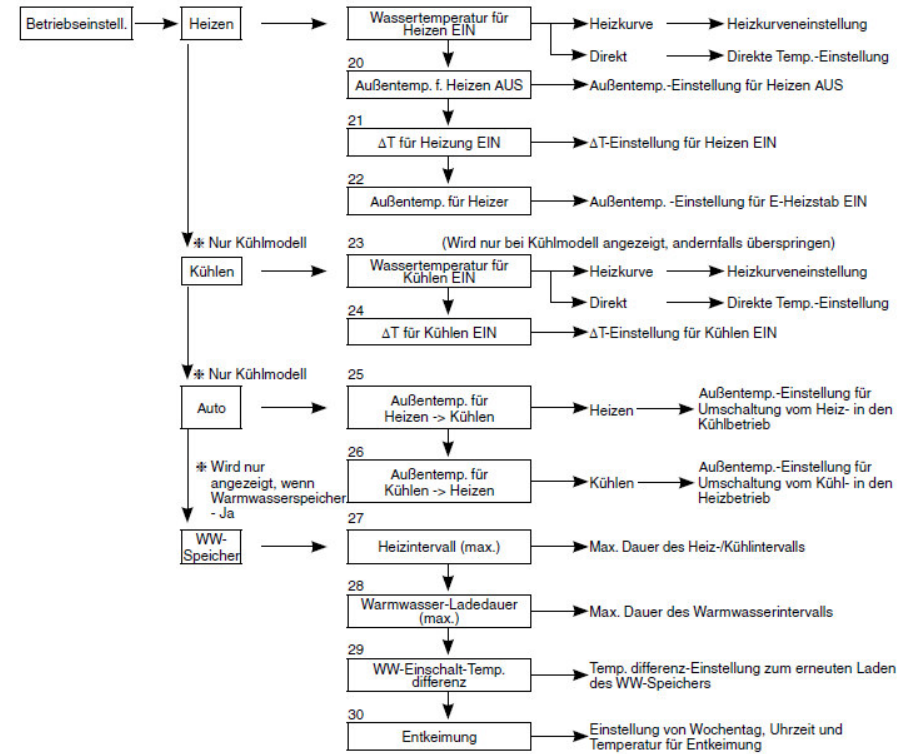 Betriebseinstell.
Heizen
Wassertemperatur für
Heizen EIN
Heizkurve
Heizkurveneinstellung
Direkt
Direkte Temp.-Einstellung
20
Außentemp. f. Heizen AUS
Außentemp.-Einstellung für Heizen AUS
21
ΔT für Heizung EIN
ΔT-Einstellung für Heizen EIN
22
Außentemp. für Heizer
Außentemp. -Einstellung für E-Heizstab EIN
❈ Nur Kühlmodell
23
(Wird nur bei Kühlmodell angezeigt, andernfalls überspringen)
Kühlen
Wassertemperatur für
Kühlen EIN
Heizkurve
Heizkurveneinstellung
Direkt
Direkte Temp.-Einstellung
24
ΔT für Kühlen EIN
ΔT-Einstellung für Kühlen EIN
❈ Nur Kühlmodell
25
Auto
Außentemp. für
Heizen -> Kühlen
Heizen
Außentemp.-Einstellung für
Umschaltung vom Heiz- in den
Kühlbetrieb
26
Außentemp. für
Kühlen -> Heizen
Kühlen
Außentemp.-Einstellung für
Umschaltung vom Kühl- in den
Heizbetrieb
❈ Wird nur
angezeigt, wenn
Warmwasserspeicher
- Ja
27
WW-
Speicher
Heizintervall (max.)
Max. Dauer des Heiz-/Kühlintervalls
28
Warmwasser-Ladedauer
(max.)
Max. Dauer des Warmwasserintervalls
29
WW-Einschalt-Temp.
differenz
Temp. differenz-Einstellung zum erneuten Laden
des WW-Speichers
30
Entkeimung
Einstellung von Wochentag, Uhrzeit und
Temperatur für Entkeimung